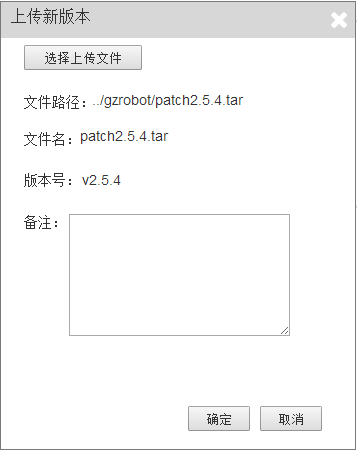 上传新版本
选择上传文件
文件路径：../gzrobot/patch2.5.4.tar
文件名：patch2.5.4.tar
版本号：v2.5.4
备注：
确定 取消